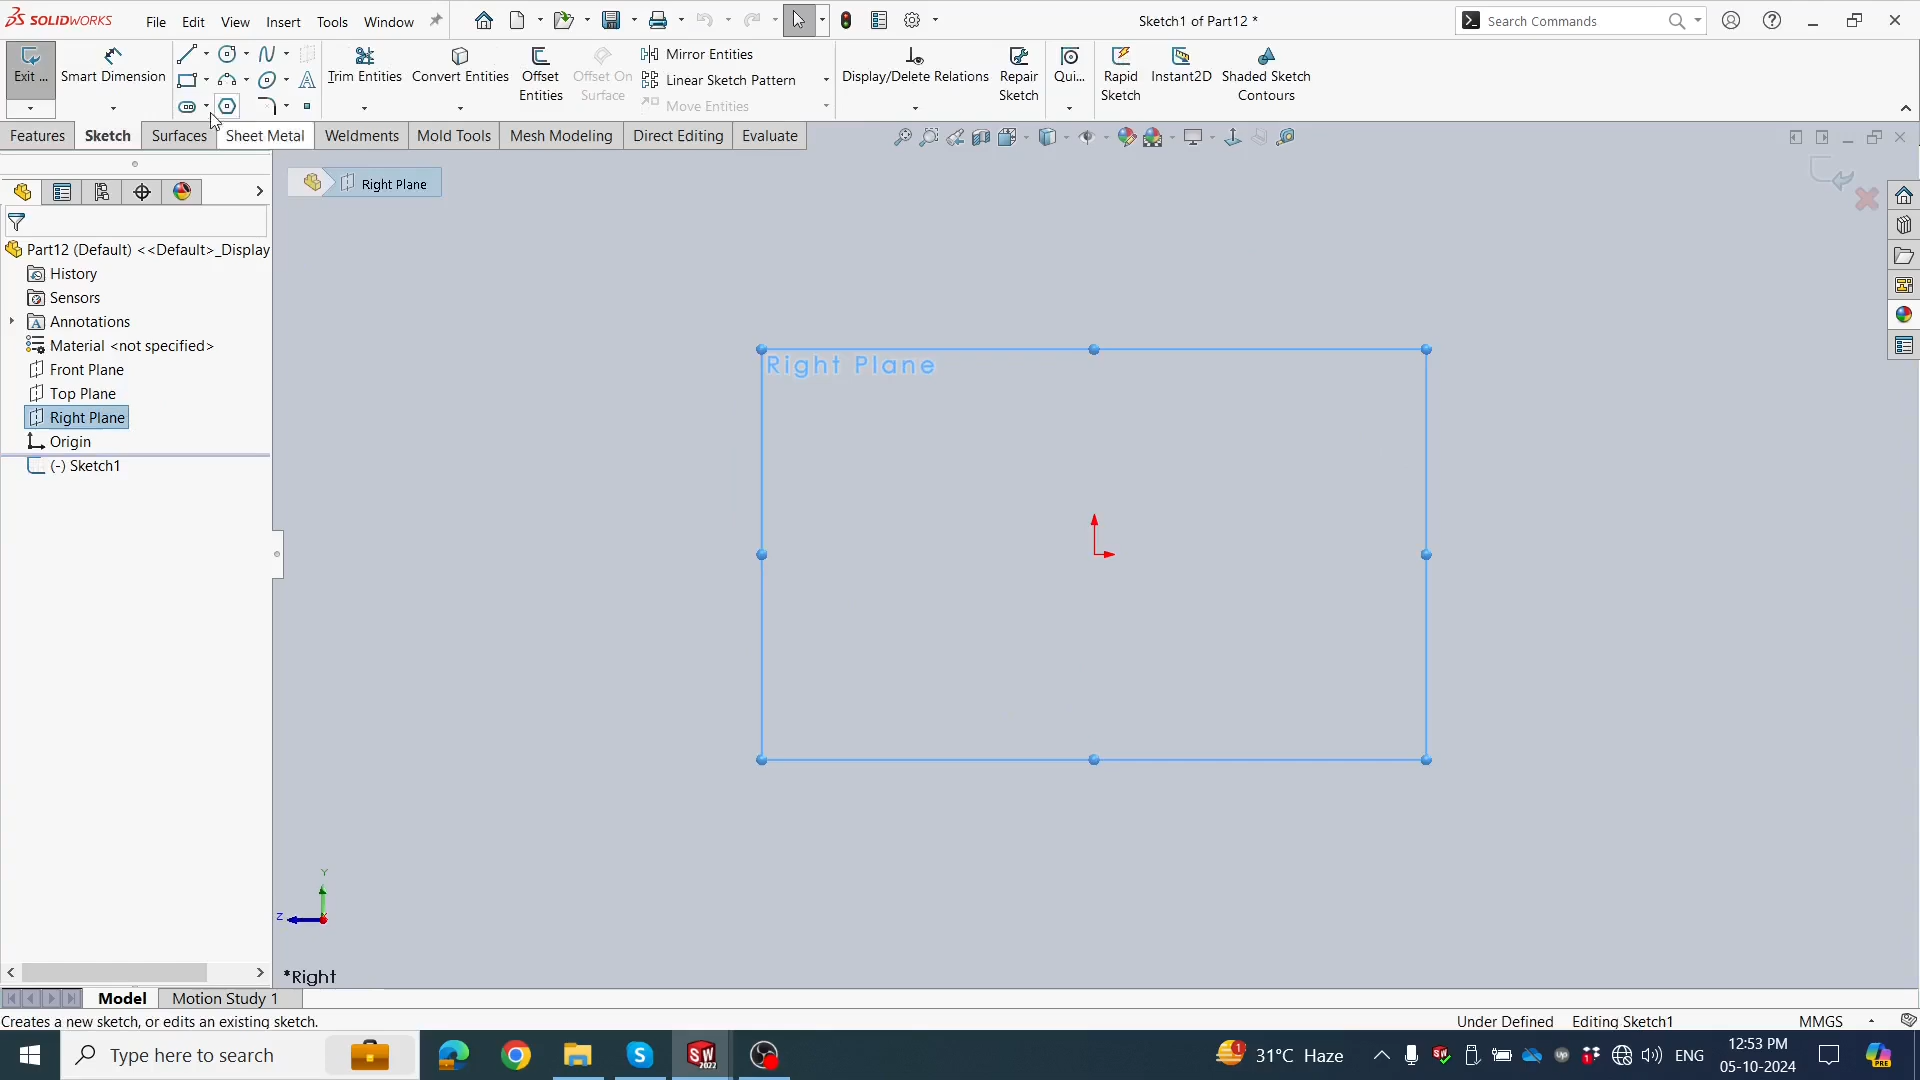 SOLIDWORKS
File Edit View Insert Tools Window
Sketch1 of Part12 *
Search Commands
Exit ...
Smart Dimension
Trim Entities
Convert Entities
Offset Entities
Offset On Surface
Mirror Entities
Linear Sketch Pattern
Move Entities
Display/Delete Relations
Repair Sketch
Qui...
Rapid Sketch
Instant2D
Shaded Sketch Contours
Features Sketch Surfaces Sheet Metal Weldments Mold Tools Mesh Modeling Direct Editing Evaluate
Right Plane
Part12 (Default) <<Default>_Display
History
Sensors
Annotations
Material <not specified>
Front Plane
Top Plane
Right Plane
Origin
(-) Sketch1
Right Plane
Y
Z
*Right
Model Motion Study 1
Creates a new sketch, or edits an existing sketch.
Under Defined Editing Sketch1 MMGS
Type here to search
SW 2022
1
31°C Haze
ENG
12:53 PM
05-10-2024
PRE